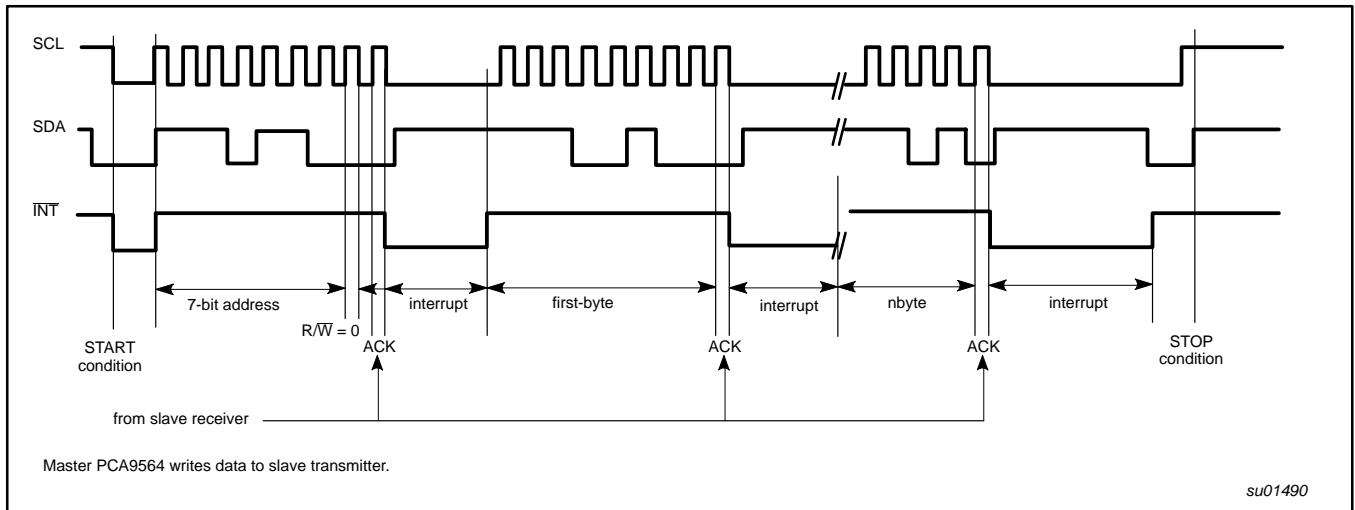 SCL
SDA
INT
7-bit address
interrupt
first-byte
interrupt
nbyte
interrupt
R/W = 0
START
condition
ACK
ACK
ACK
STOP
condition
from slave receiver
Master PCA9564 writes data to slave transmitter.
su01490